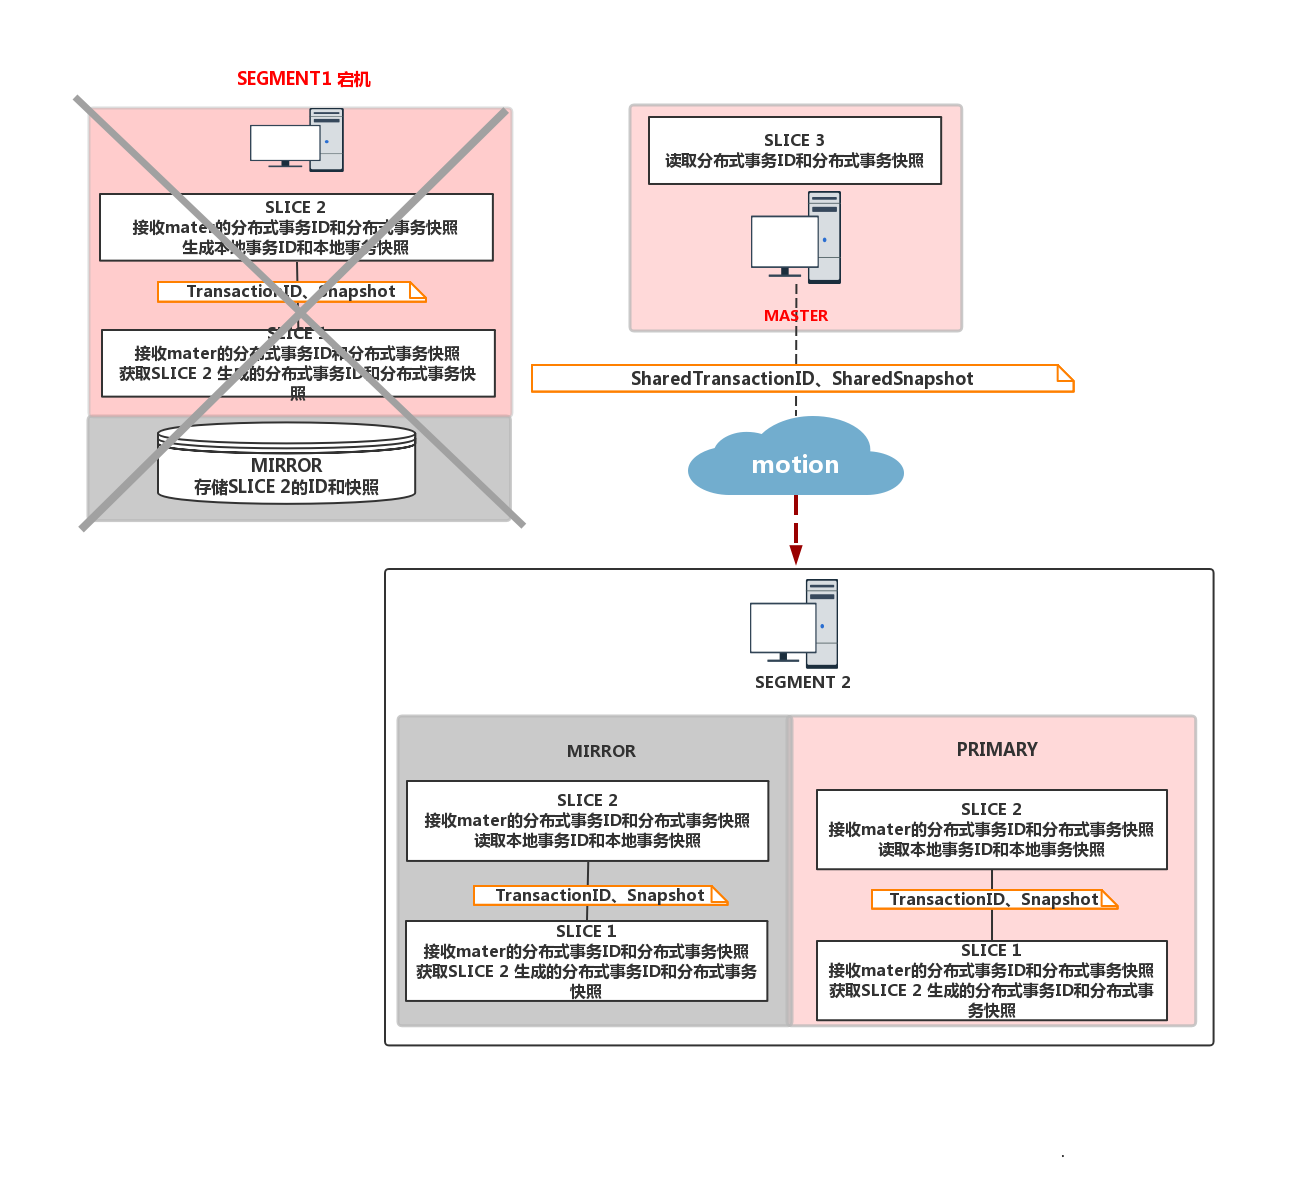 SEGMENT1 宕机
SLICE 2
接收mater的分布式事务ID和分布式事务快照
生成本地事务ID和本地事务快照
TransactionID、Snapshot
SLICE 1
接收mater的分布式事务ID和分布式事务快照
获取SLICE 2 生成的分布式事务ID和分布式事务快
照
MIRROR
存储SLICE 2的ID和快照
SLICE 3
读取分布式事务ID和分布式事务快照
MASTER
SharedTransactionID、SharedSnapshot
motion
SEGMENT 2
MIRROR
SLICE 2
接收mater的分布式事务ID和分布式事务快照
读取本地事务ID和本地事务快照
TransactionID、Snapshot
SLICE 1
接收mater的分布式事务ID和分布式事务快照
获取SLICE 2 生成的分布式事务ID和分布式事务
快照
PRIMARY
SLICE 2
接收mater的分布式事务ID和分布式事务快照
读取本地事务ID和本地事务快照
TransactionID、Snapshot
SLICE 1
接收mater的分布式事务ID和分布式事务快照
获取SLICE 2 生成的分布式事务ID和分布式事
务快照
.